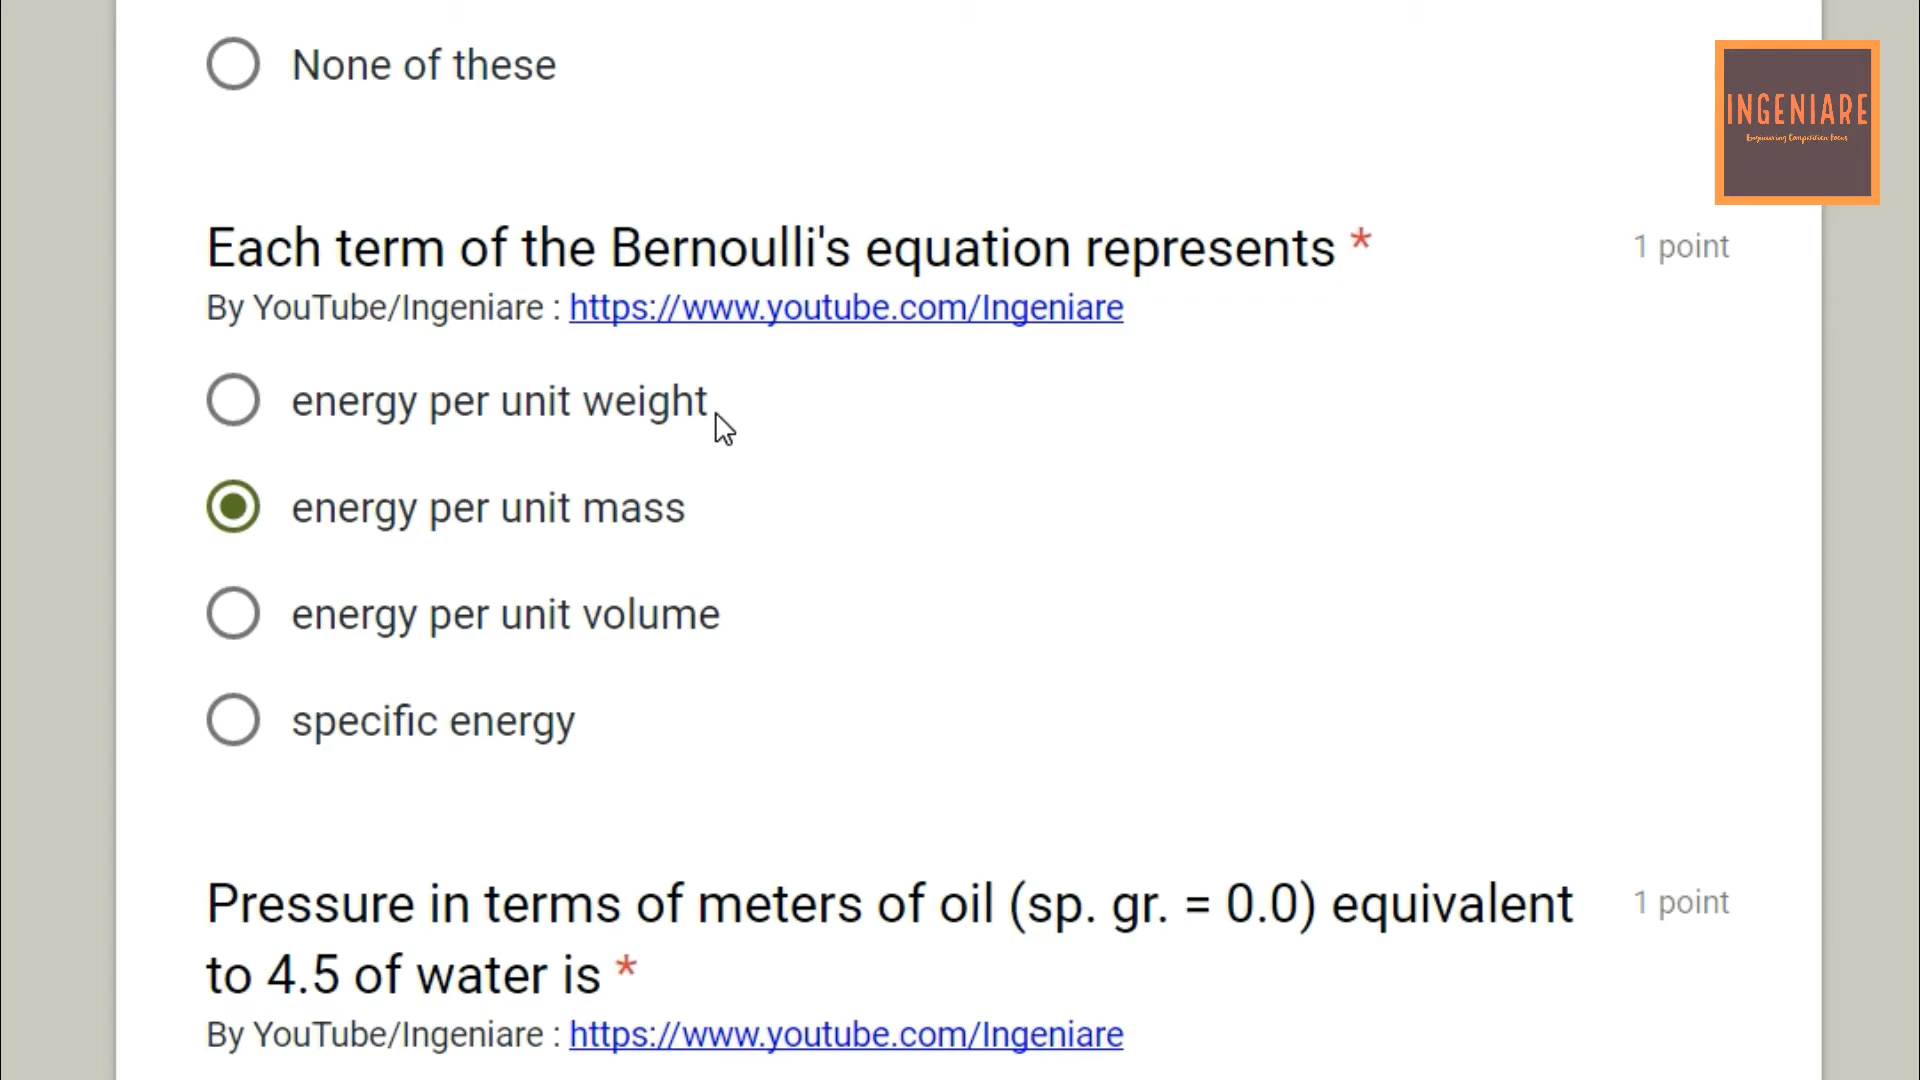 None of these
INGENIARE
Engineering Competition Focus
Each term of the Bernoulli's equation represents *
1 point
By YouTube/Ingeniare : https://www.youtube.com/Ingeniare
energy per unit weight
energy per unit mass
energy per unit volume
specific energy
Pressure in terms of meters of oil (sp. gr. = 0.0) equivalent
1 point
to 4.5 of water is *
By YouTube/Ingeniare : https://www.youtube.com/Ingeniare